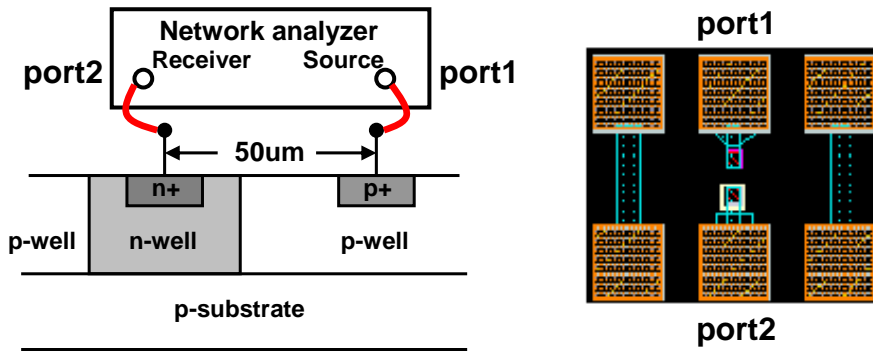 Network analyzer
Receiver Source
port2 port1
50um
n+ p+
p-well n-well p-well
p-substrate
port1
port2